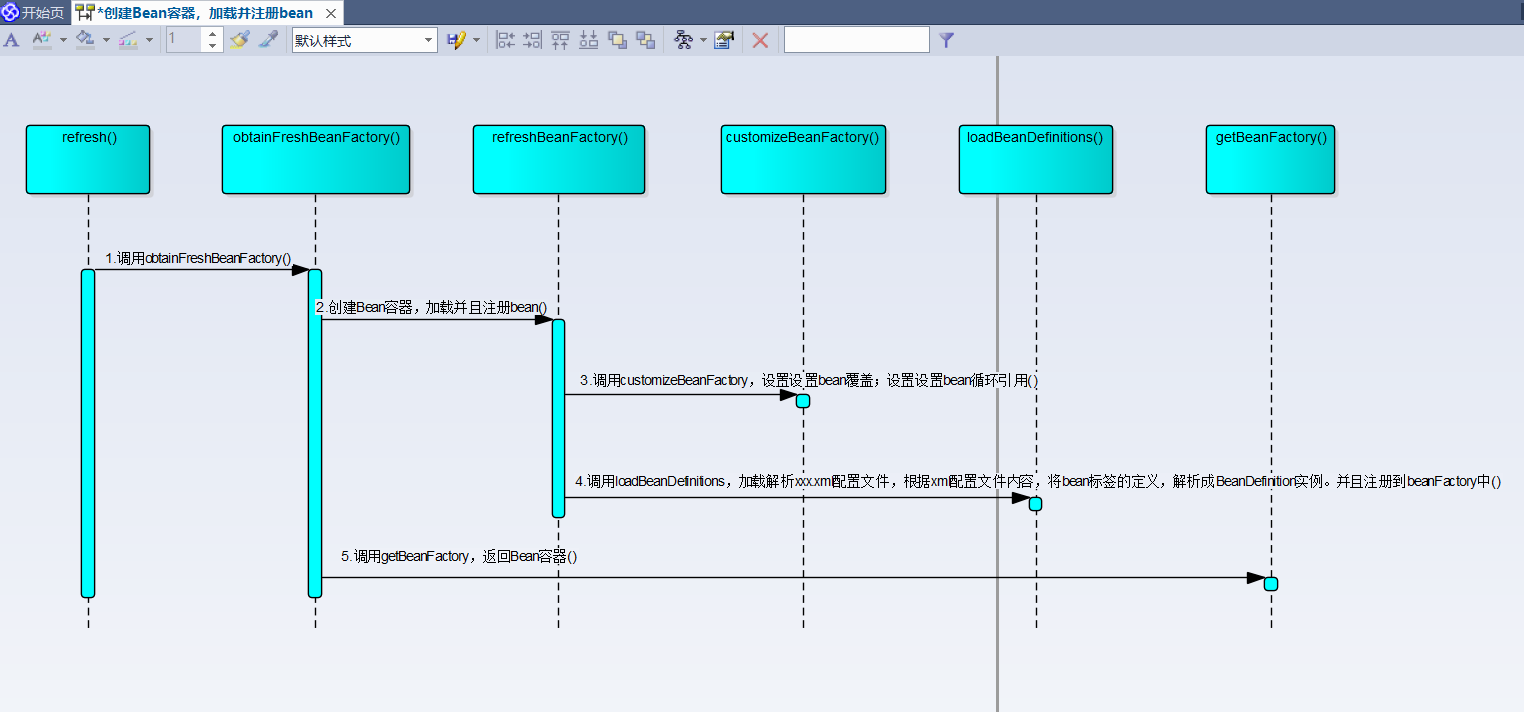 开始页
*创建Bean容器，加载并注册bean
1
默认样式
refresh()
obtainFreshBeanFactory()
refreshBeanFactory()
customizeBeanFactory()
loadBeanDefinitions()
getBeanFactory()
1.调用obtainFreshBeanFactory()
2.创建Bean容器，加载并且注册bean()
3.调用customizeBeanFactory，设置设置bean覆盖；设置设置bean循环引用()
4.调用loadBeanDefinitions，加载解析xxx.xml配置文件，根据xml配置文件内容，将bean标签的定义，解析成BeanDefinition实例。并且注册到beanFactory中()
5.调用getBeanFactory，返回Bean容器()